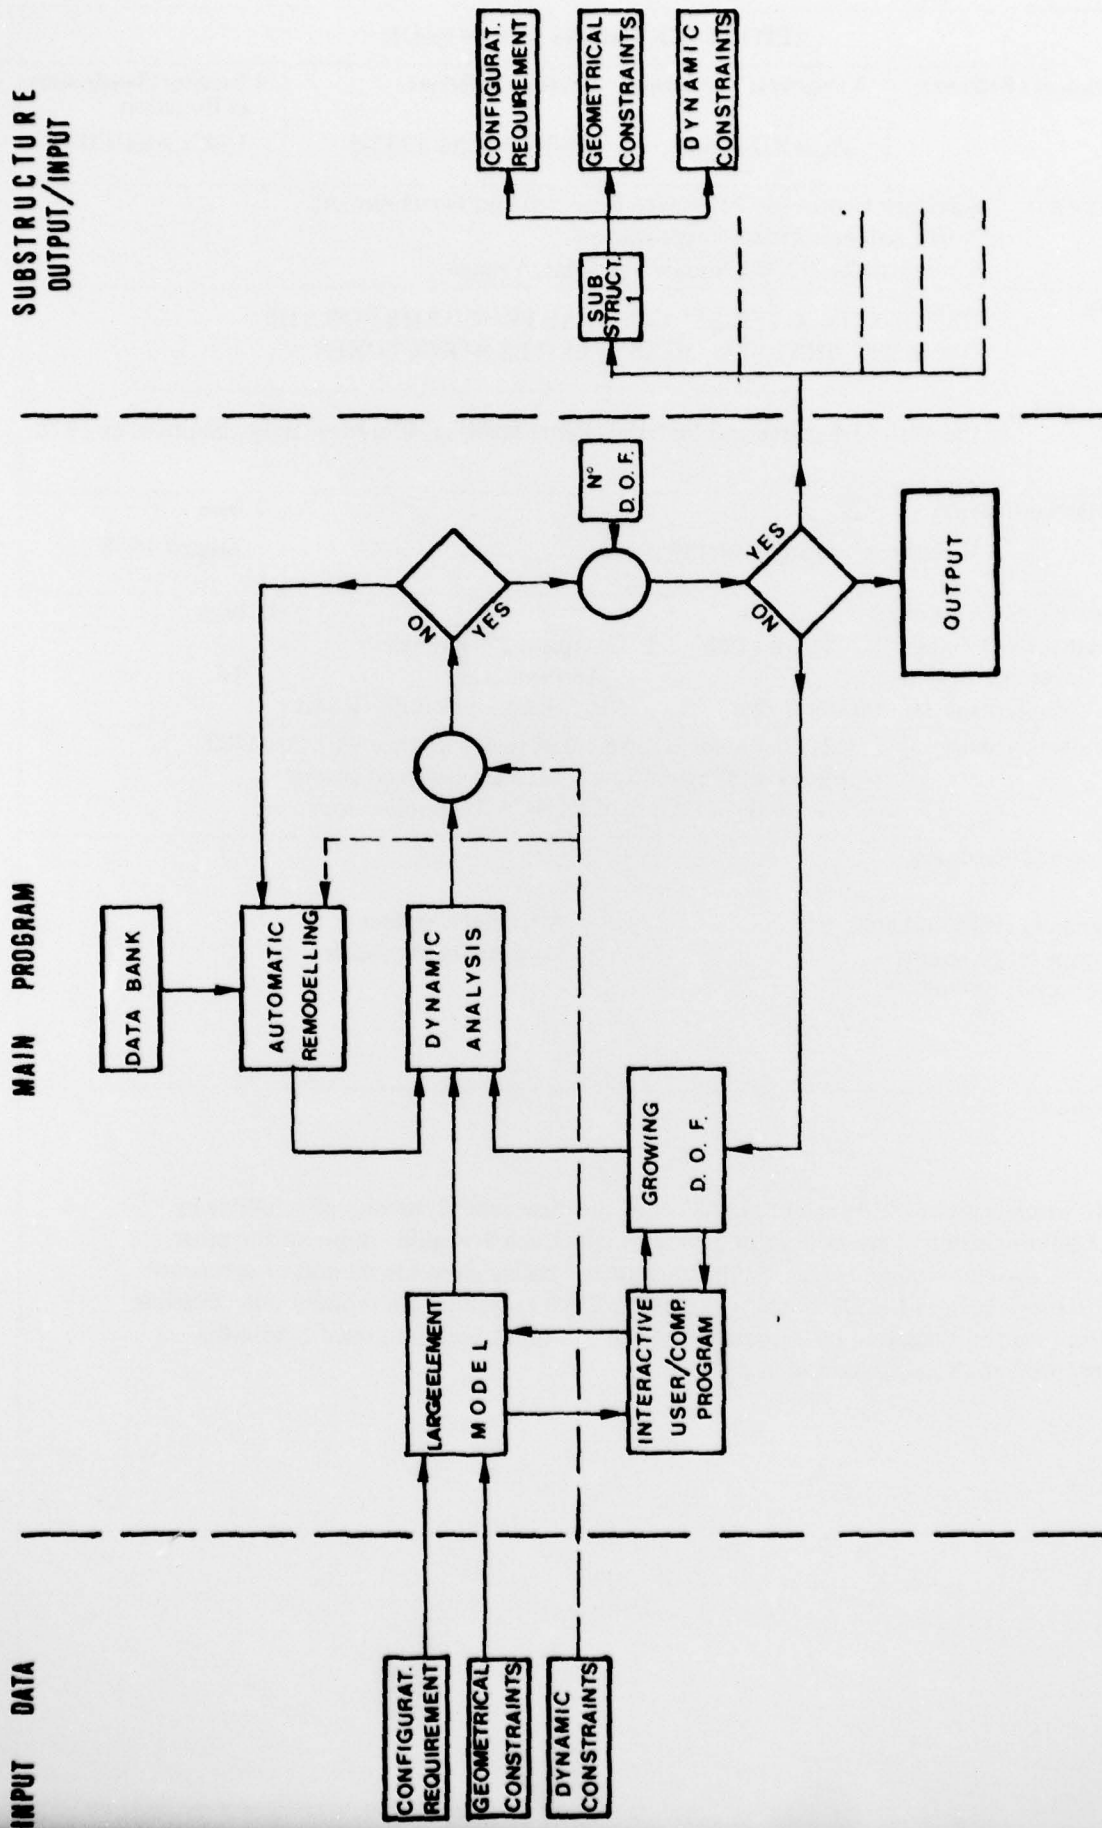 INPUT DATA
MAIN PROGRAM
SUBSTRUCTURE
OUTPUT/INPUT
CONFIGURAT.
REQUIREMENT
GEOMETRICAL
CONSTRAINTS
DYNAMIC
CONSTRAINTS
LARGE ELEMENT
MODEL
INTERACTIVE
USER/COMP.
PROGRAM
GROWING
D. O. F.
DATA BANK
AUTOMATIC
REMODELLING
DYNAMIC
ANALYSIS
NO
YES
N°
D. O. F.
NO
YES
OUTPUT
SUB
STRUCT.
1
CONFIGURAT.
REQUIREMENT
GEOMETRICAL
CONSTRAINTS
DYNAMIC
CONSTRAINTS